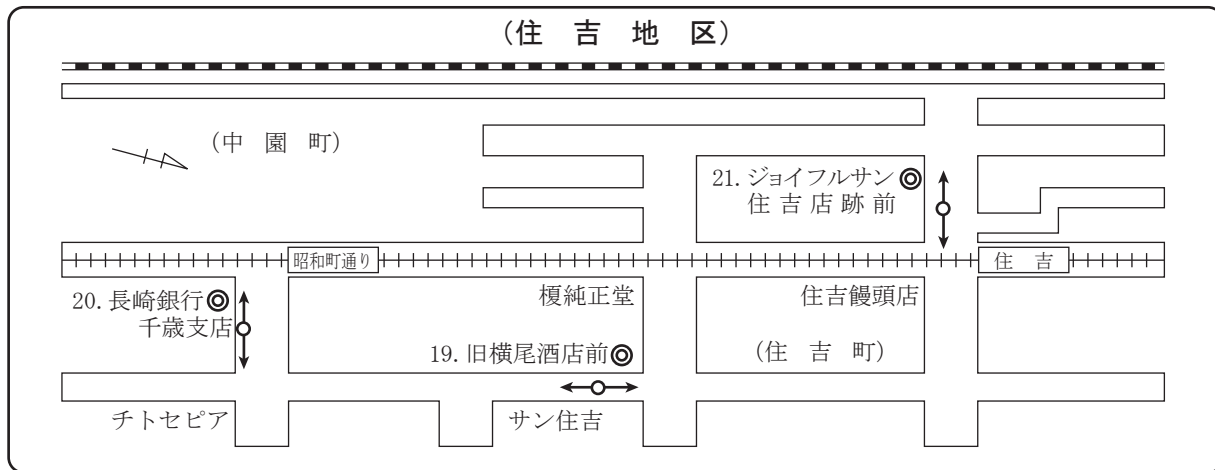 (住吉地区)
(中園町)
21. ジョイフルサン
住吉店跡前
昭和町通り
住吉
20. 長崎銀行
千歳支店
榎純正堂
住吉饅頭店
19. 旧横尾酒店前
(住吉町)
チトセピア
サン住吉